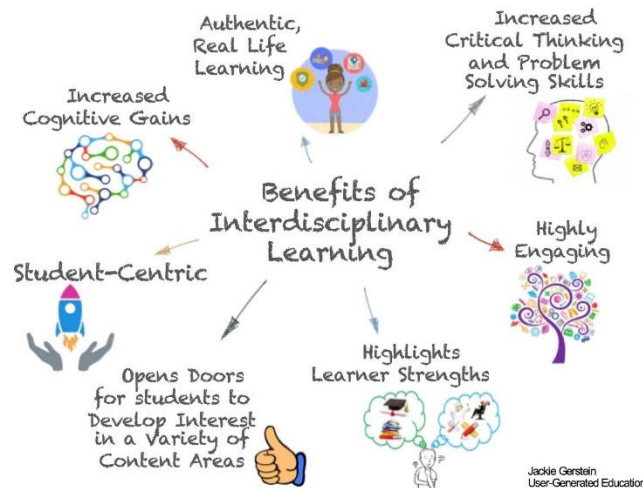 Authentic,
Real Life
Learning
Increased
Critical Thinking
and Problem
Solving Skills
Increased
Cognitive Gains
Benefits of
Interdisciplinary
Learning
Highly
Engaging
Student-Centric
Highlights
Learner Strengths
Opens Doors
for students to
Develop Interest
in a Variety of
Content Areas
Jackie Gerstein
User-Generated Education